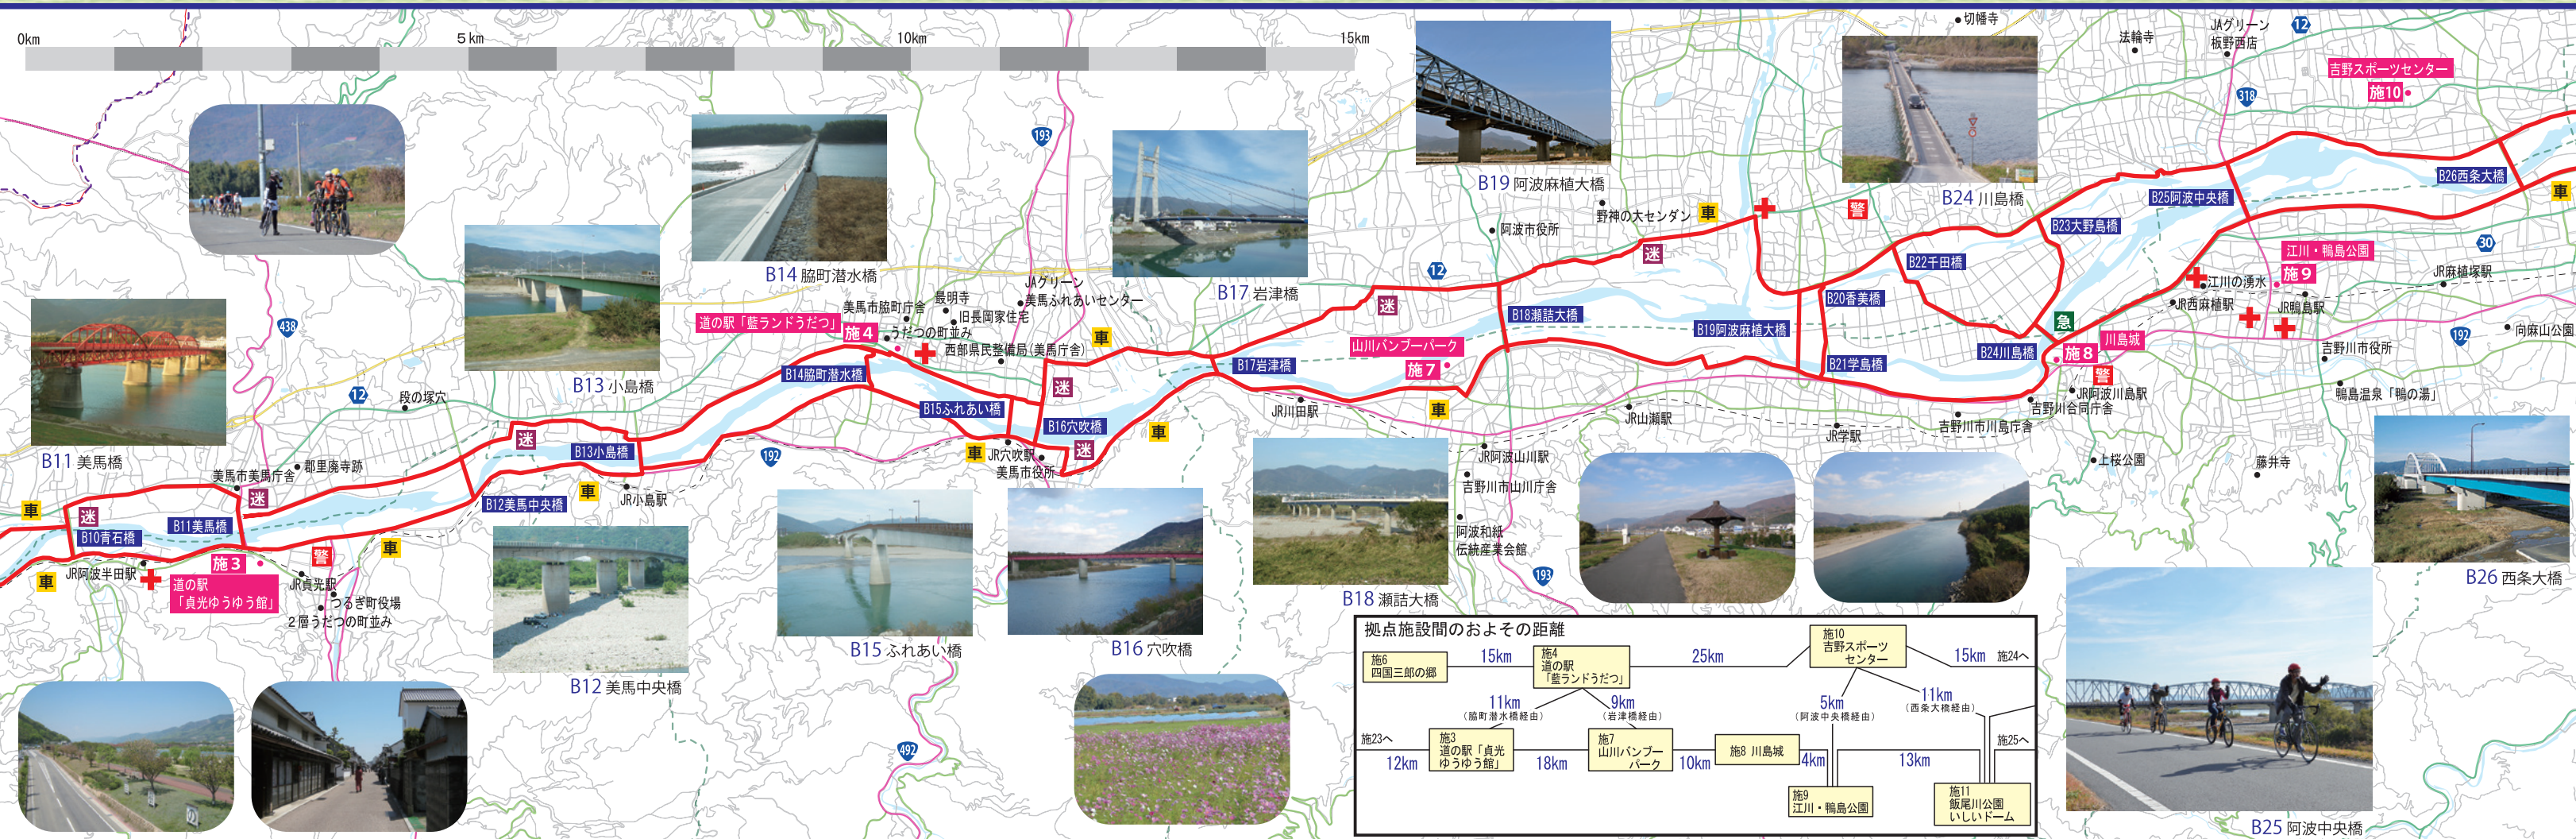 0km
5km
10km
15km
切幡寺
法輪寺
JAグリーン
板野西店
12
吉野スポーツセンター
施10
318
193
B19 阿波麻植大橋
B24 川島橋
B25阿波中央橋
B26西条大橋
車
野神の大センダン
車
警
阿波市役所
迷
B23大野島橋
江川・鴨島公園
施9
30
JR麻植塚駅
B14 脇町潜水橋
B17 岩津橋
12
B22千田橋
江川の湧水
JR鴨島駅
JR西麻植駅
JAグリーン
美馬ふれあいセンター
最明寺
美馬市脇町庁舎
旧長岡家住宅
道の駅「藍ランドうだつ」
施4
うだつの町並み
西部県民整備局(美馬庁舎)
車
迷
B18瀬詰大橋
B20香美橋
B19阿波麻植大橋
急
川島城
192
向麻山公園
438
B13 小島橋
B14脇町潜水橋
B17岩津橋
山川バンブーパーク
施7
B21学島橋
B24川島橋
施8
警
吉野川市役所
鴨島温泉「鴨の湯」
12
段の塚穴
迷
B15ふれあい橋
B16穴吹橋
車
JR川田駅
車
JR山瀬駅
JR学駅
吉野川市川島庁舎
吉野川合同庁舎
JR阿波川島駅
B11 美馬橋
迷
B13小島橋
192
車
JR穴吹駅
美馬市役所
迷
JR阿波山川駅
吉野川市山川庁舎
上桜公園
藤井寺
美馬市美馬庁舎
郡里廃寺跡
迷
車
JR小島駅
B12美馬中央橋
車
迷
B10青石橋
B11美馬橋
警
車
車
JR阿波半田駅
施3
道の駅
「貞光ゆうゆう館」
JR貞光駅
つるぎ町役場
2層うだつの町並み
阿波和紙
伝統産業会館
193
B12 美馬中央橋
B15 ふれあい橋
B16 穴吹橋
B18 瀬詰大橋
B26 西条大橋
492
拠点施設間のおよその距離
施6
四国三郎の郷
15km
施4
道の駅
「藍ランドうだつ」
25km
施10
吉野スポーツ
センター
15km
施24へ
11km
(脇町潜水橋経由)
9km
(岩津橋経由)
5km
(阿波中央橋経由)
11km
(西条大橋経由)
施23へ
12km
施3
道の駅「貞光
ゆうゆう館」
18km
施7
山川バンブー
パーク
10km
施8 川島城
4km
13km
施25へ
施9
江川・鴨島公園
施11
飯尾川公園
いしいドーム
B25 阿波中央橋